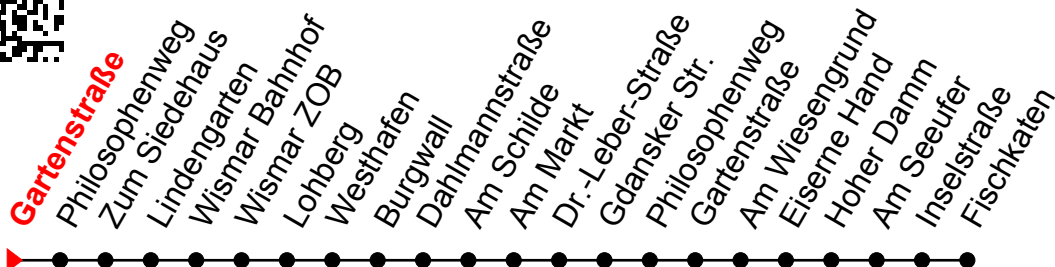 Gartenstraße
Philosophenweg
Zum Siedehaus
Lindengarten
Wismar Bahnhof
Wismar ZOB
Lohberg
Westhafen
Burgwall
Dahlmannstraße
Am Schilde
Am Markt
Dr.-Leber-Straße
Gdansker Str.
Philosophenweg
Gartenstraße
Am Wiesengrund
Eiserne Hand
Hoher Damm
Am Seeufer
Inselstraße
Fischkaten